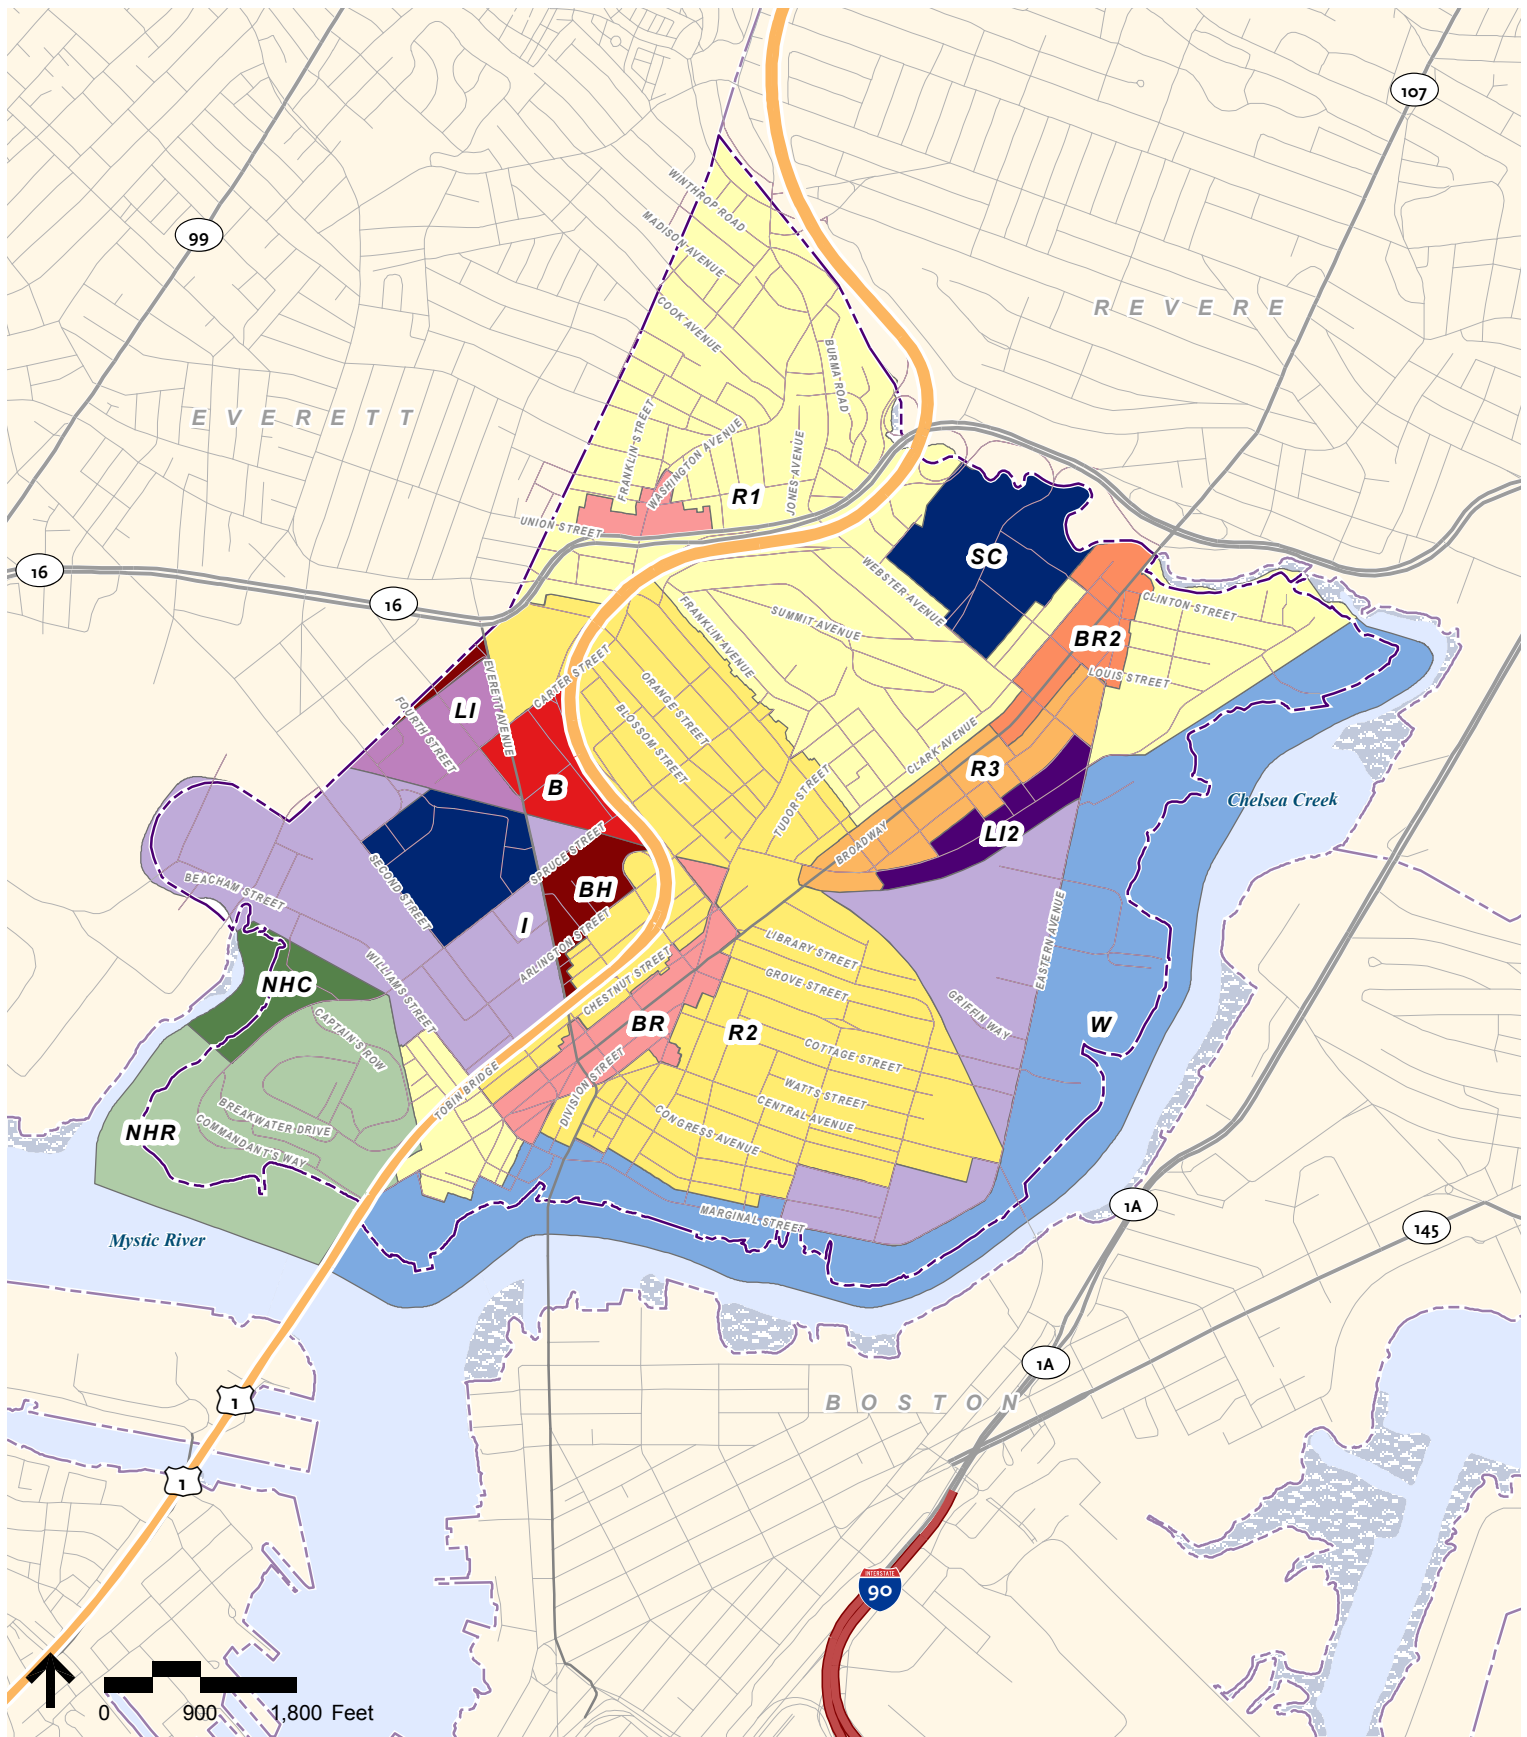 107
WINTHROP ROAD
99
MADISON AVENUE
REVERE
COOK AVENUE
BURMA ROAD
EVERETT
FRANKLIN STREET
WASHINGTON AVENUE
JONES AVENUE
R1
UNION STREET
SC
16
WEBSTER AVENUE
16
FRANKLIN AVENUE
SUMMIT AVENUE
CLINTON STREET
BR2
CARTER STREET
LOUIS STREET
EVERETT AVENUE
ORANGE STREET
LI
FOURTH STREET
BLOSSOM STREET
CLARK AVENUE
R3
B
TUDOR STREET
Chelsea Creek
LI2
BROADWAY
SPRUCE STREET
SECOND STREET
BEACHAM STREET
BH
I
ARLINGTON STREET
EASTERN AVENUE
LIBRARY STREET
CHESTNUT STREET
NHC
WILLIAMS STREET
GROVE STREET
GRIFFIN WAY
BR
R2
W
CAPTAIN'S ROW
COTTAGE STREET
TOBIN BRIDGE
DIVISION STREET
WATTS STREET
CENTRAL AVENUE
NHR
BREAKWATER DRIVE
COMMANDANT'S WAY
CONGRESS AVENUE
MARGINAL STREET
1A
145
Mystic River
1A
1
BOSTON
1
INTERSTATE
90
0 900 1,800 Feet